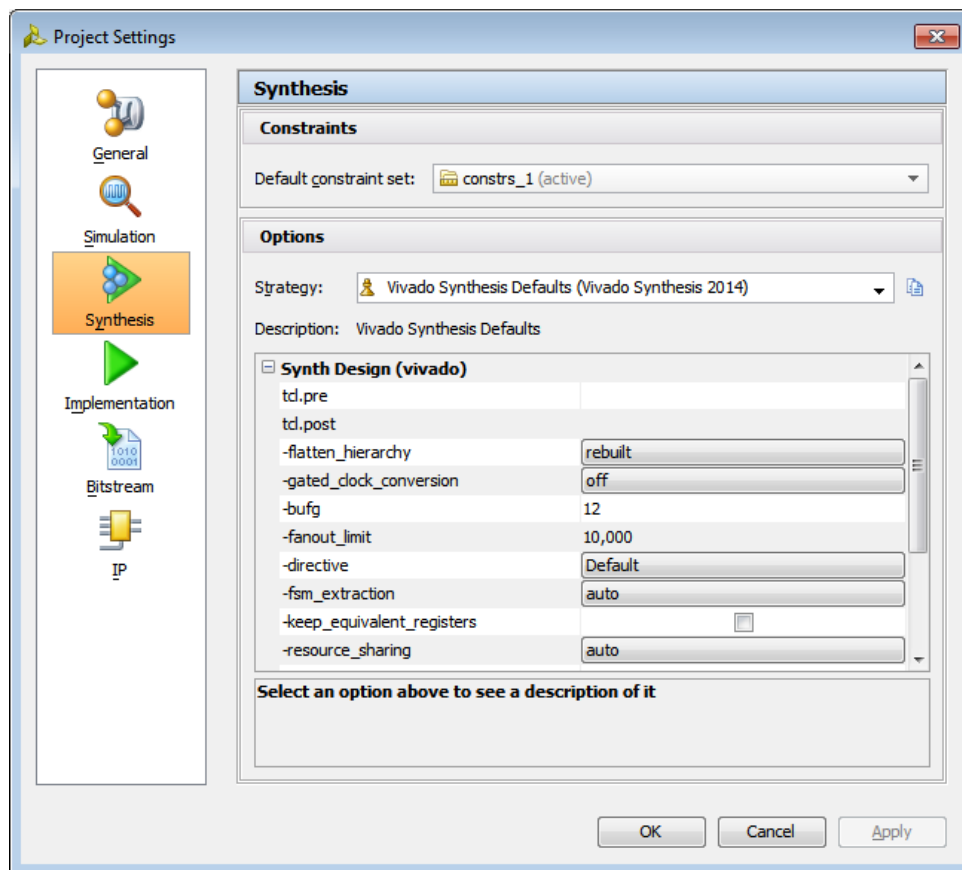 Project Settings
General
Simulation
Synthesis
Implementation
1010
0001
Bitstream
IP
Synthesis
Constraints
Default constraint set: constrs_1 (active)
Options
Strategy: Vivado Synthesis Defaults (Vivado Synthesis 2014)
Description: Vivado Synthesis Defaults
Synth Design (vivado)
tcl.pre
tcl.post
-flatten_hierarchy rebuilt
-gated_clock_conversion off
-bufg 12
-fanout_limit 10,000
-directive Default
-fsm_extraction auto
-keep_equivalent_registers
-resource_sharing auto
Select an option above to see a description of it
OK Cancel Apply